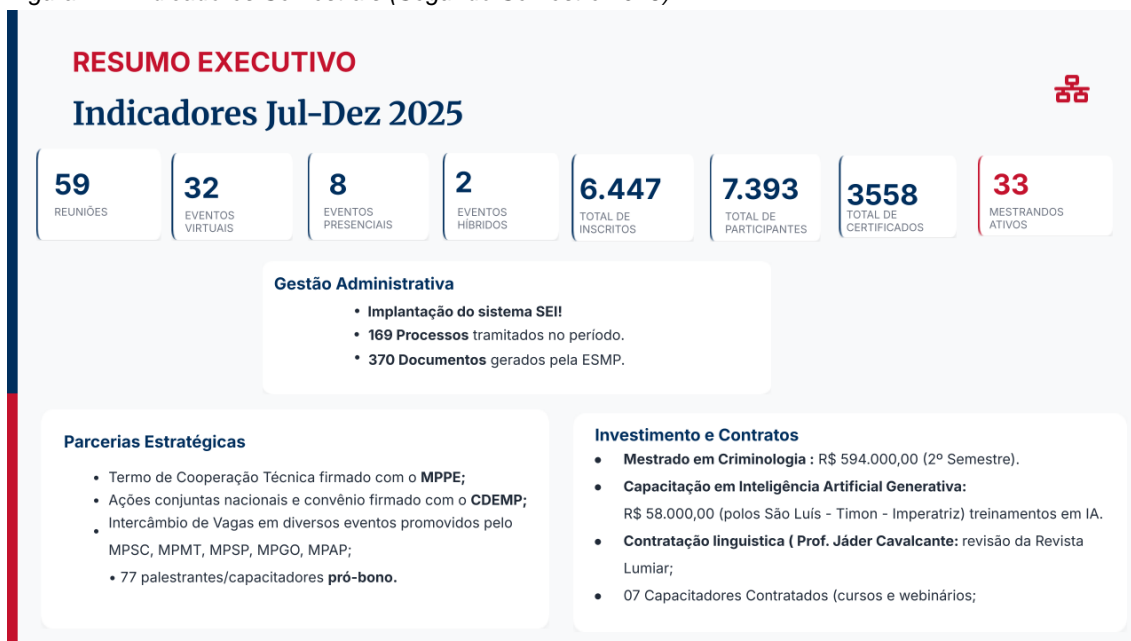 RESUMO EXECUTIVO
Indicadores Jul-Dez 2025
59
REUNIÕES
32
EVENTOS
VIRTUAIS
8
EVENTOS
PRESENCIAIS
2
EVENTOS
HÍBRIDOS
6.447
TOTAL DE
INSCRITOS
7.393
TOTAL DE
PARTICIPANTES
3558
TOTAL DE
CERTIFICADOS
33
MESTRANDOS
ATIVOS
Gestão Administrativa
• Implantação do sistema SEI!
• 169 Processos tramitados no período.
• 370 Documentos gerados pela ESMP.
Parcerias Estratégicas
• Termo de Cooperação Técnica firmado com o MPPE;
• Ações conjuntas nacionais e convênio firmado com o CDEMP;
• Intercâmbio de Vagas em diversos eventos promovidos pelo
MPSC, MPMT, MPSP, MPGO, MPAP;
• 77 palestrantes/capacitadores pró-bono.
Investimento e Contratos
• Mestrado em Criminologia : R$ 594.000,00 (2º Semestre).
• Capacitação em Inteligência Artificial Generativa:
R$ 58.000,00 (polos São Luís - Timon - Imperatriz) treinamentos em IA.
• Contratação linguistica ( Prof. Jáder Cavalcante: revisão da Revista
Lumiar;
• 07 Capacitadores Contratados (cursos e webinários;